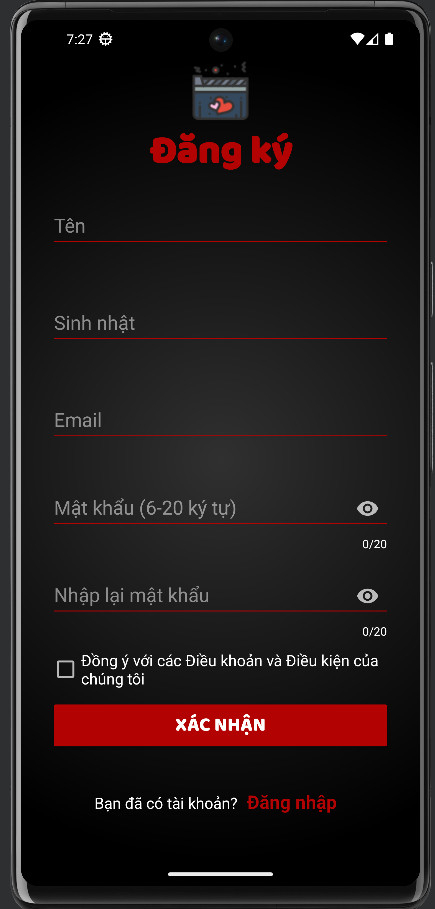 7:27
Đăng ký
Tên
Sinh nhật
Email
Mật khẩu (6-20 ký tự)
0/20
Nhập lại mật khẩu
0/20
Đồng ý với các Điều khoản và Điều kiện của
chúng tôi
XÁC NHẬN
Bạn đã có tài khoản? Đăng nhập